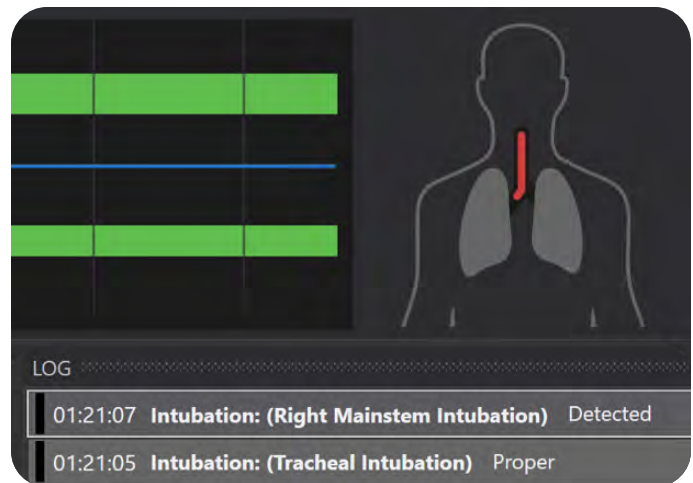 LOG
01:21:07 Intubation: (Right Mainstem Intubation) Detected
01:21:05 Intubation: (Tracheal Intubation) Proper